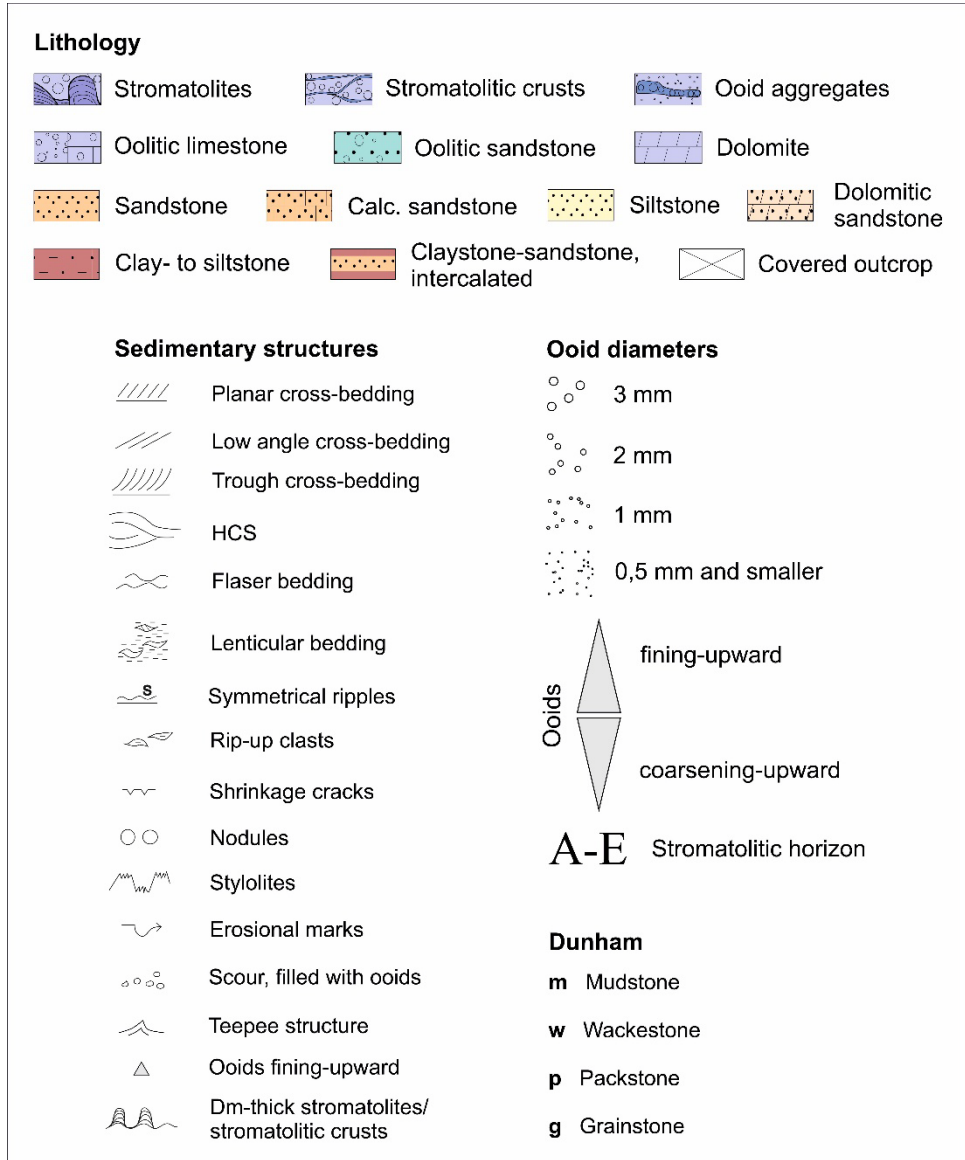 Lithology
Stromatolites
Stromatolitic crusts
Ooid aggregates
Oolitic limestone
Oolitic sandstone
Dolomite
Sandstone
Calc. sandstone
Siltstone
Dolomitic
sandstone
Clay- to siltstone
Claystone-sandstone,
intercalated
Covered outcrop
Sedimentary structures
Planar cross-bedding
Low angle cross-bedding
Trough cross-bedding
HCS
Flaser bedding
Lenticular bedding
s
Symmetrical ripples
Rip-up clasts
Shrinkage cracks
Nodules
Stylolites
Erosional marks
Scour, filled with ooids
Teepee structure
Ooids fining-upward
Dm-thick stromatolites/
stromatolitic crusts
Ooid diameters
3 mm
2 mm
1 mm
0,5 mm and smaller
Ooids
fining-upward
coarsening-upward
A-E Stromatolitic horizon
Dunham
m Mudstone
w Wackestone
p Packstone
g Grainstone